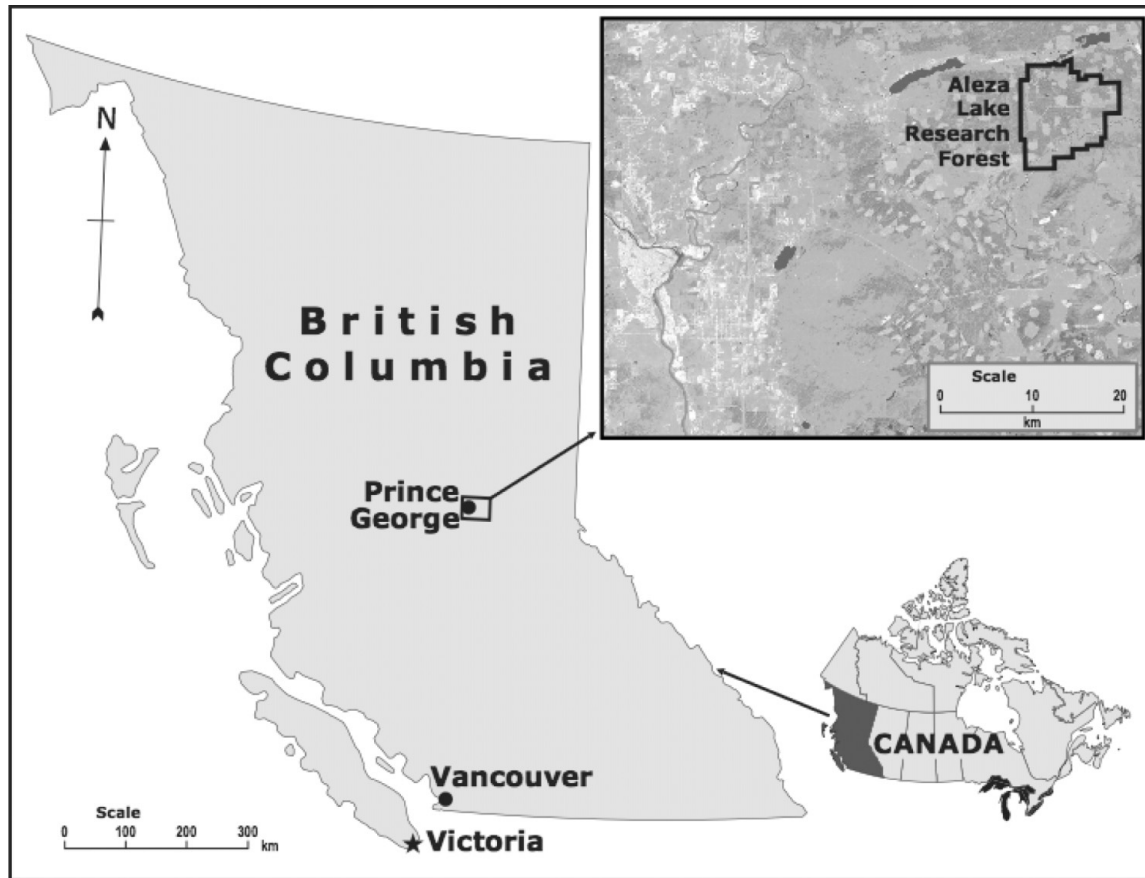 N
British
Columbia
Prince
George
Vancouver
Victoria
Scale
0 100 200 300
km
Aleza
Lake
Research
Forest
Scale
0 10 20
km
CANADA